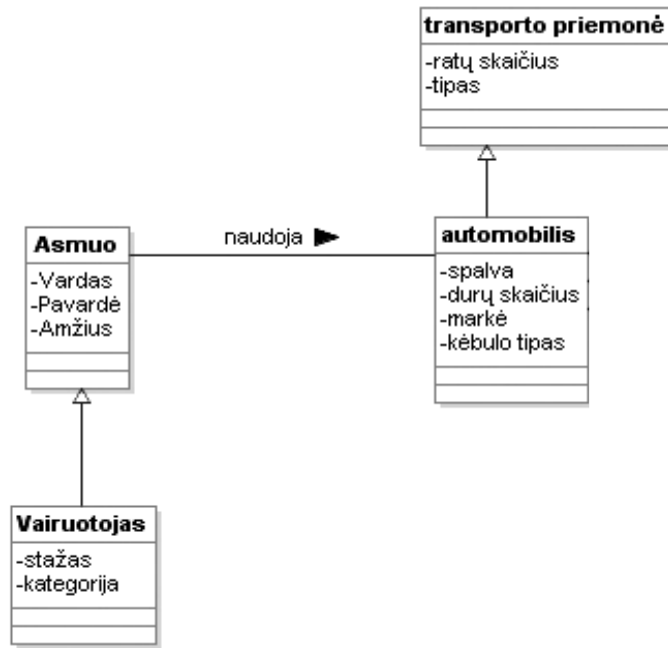 transporto priemonė
-ratų skaičius
-tipas
Asmuo
-Vardas
-Pavardė
-Amžius
naudoja
automobilis
-spalva
-durų skaičius
-markė
-kėbulo tipas
Vairuotojas
-stažas
-kategorija